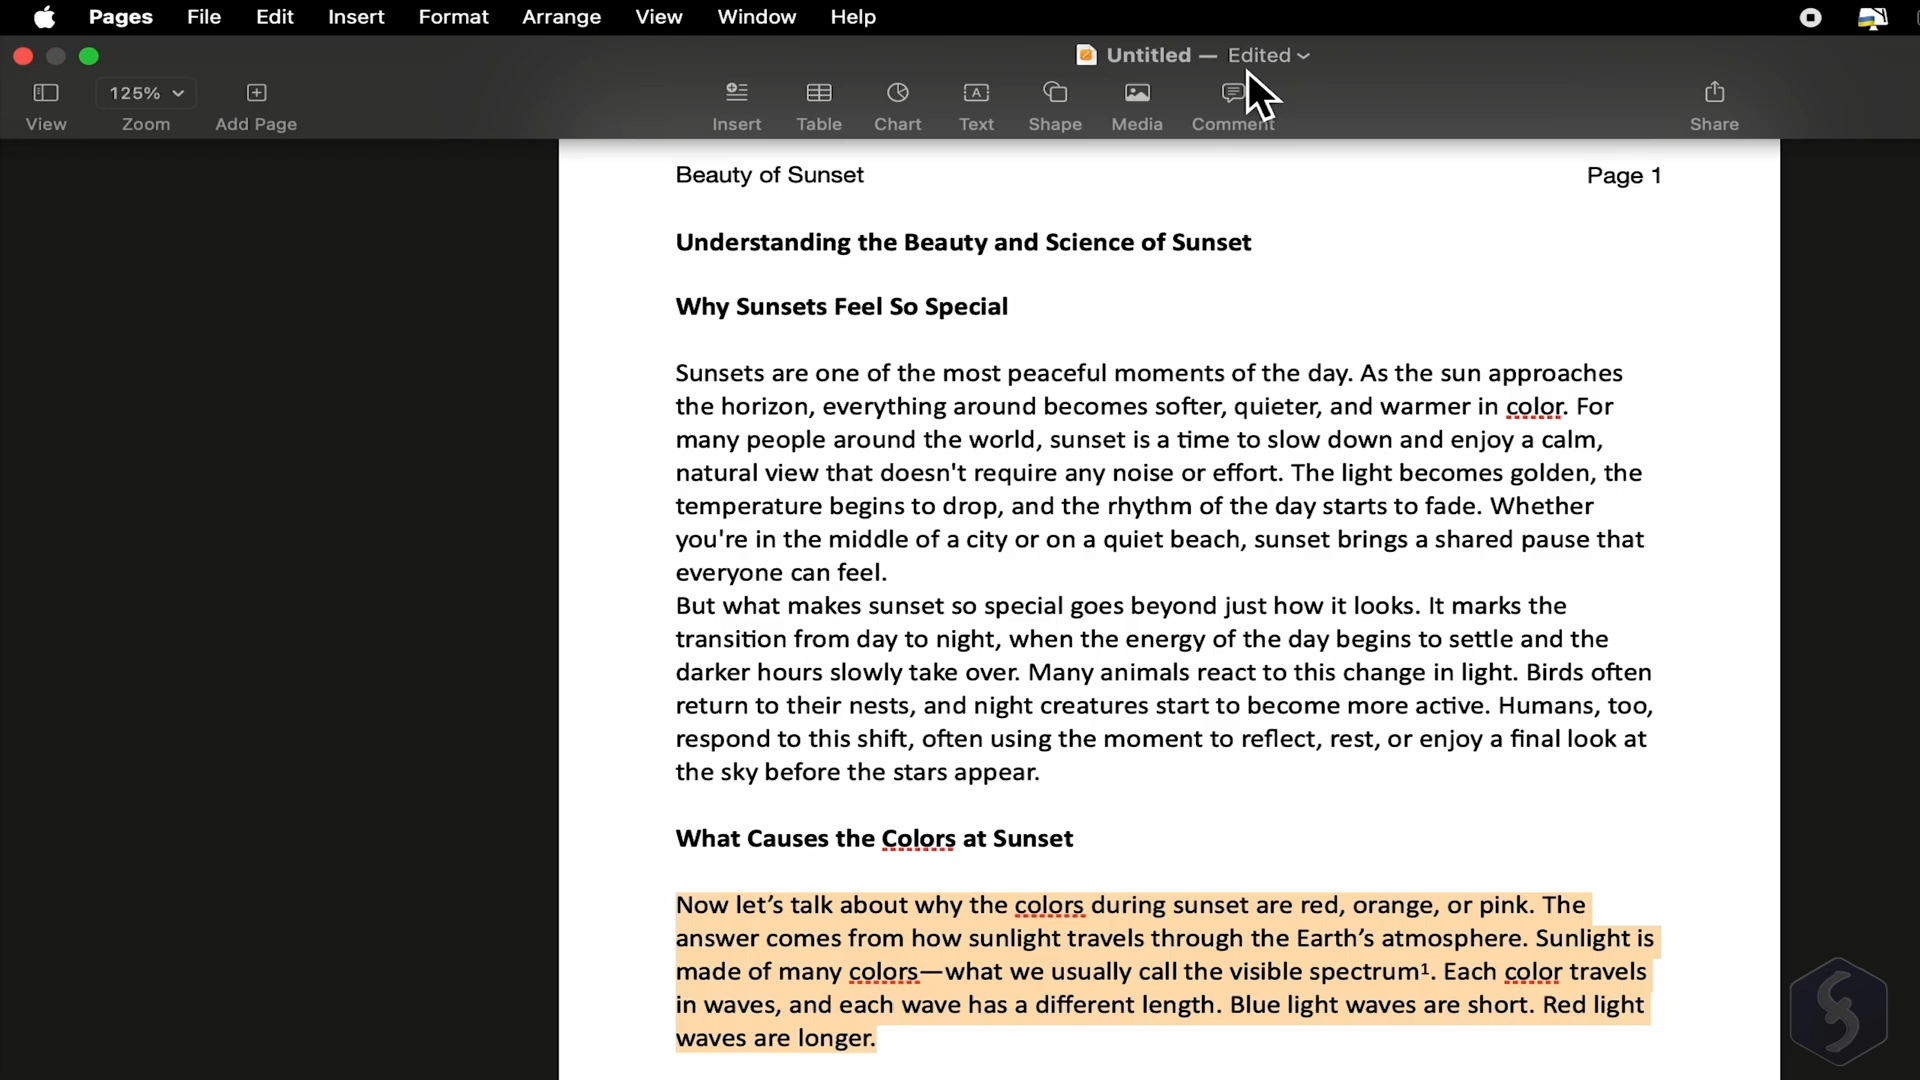 Pages File Edit Insert Format Arrange View Window Help
Untitled — Edited
125%
View Zoom Add Page Insert Table Chart Text Shape Media Comment Share
Beauty of Sunset Page 1
Understanding the Beauty and Science of Sunset
Why Sunsets Feel So Special
Sunsets are one of the most peaceful moments of the day. As the sun approaches
the horizon, everything around becomes softer, quieter, and warmer in color. For
many people around the world, sunset is a time to slow down and enjoy a calm,
natural view that doesn't require any noise or effort. The light becomes golden, the
temperature begins to drop, and the rhythm of the day starts to fade. Whether
you're in the middle of a city or on a quiet beach, sunset brings a shared pause that
everyone can feel.
But what makes sunset so special goes beyond just how it looks. It marks the
transition from day to night, when the energy of the day begins to settle and the
darker hours slowly take over. Many animals react to this change in light. Birds often
return to their nests, and night creatures start to become more active. Humans, too,
respond to this shift, often using the moment to reflect, rest, or enjoy a final look at
the sky before the stars appear.
What Causes the Colors at Sunset
Now let’s talk about why the colors during sunset are red, orange, or pink. The
answer comes from how sunlight travels through the Earth’s atmosphere. Sunlight is
made of many colors—what we usually call the visible spectrum¹. Each color travels
in waves, and each wave has a different length. Blue light waves are short. Red light
waves are longer.